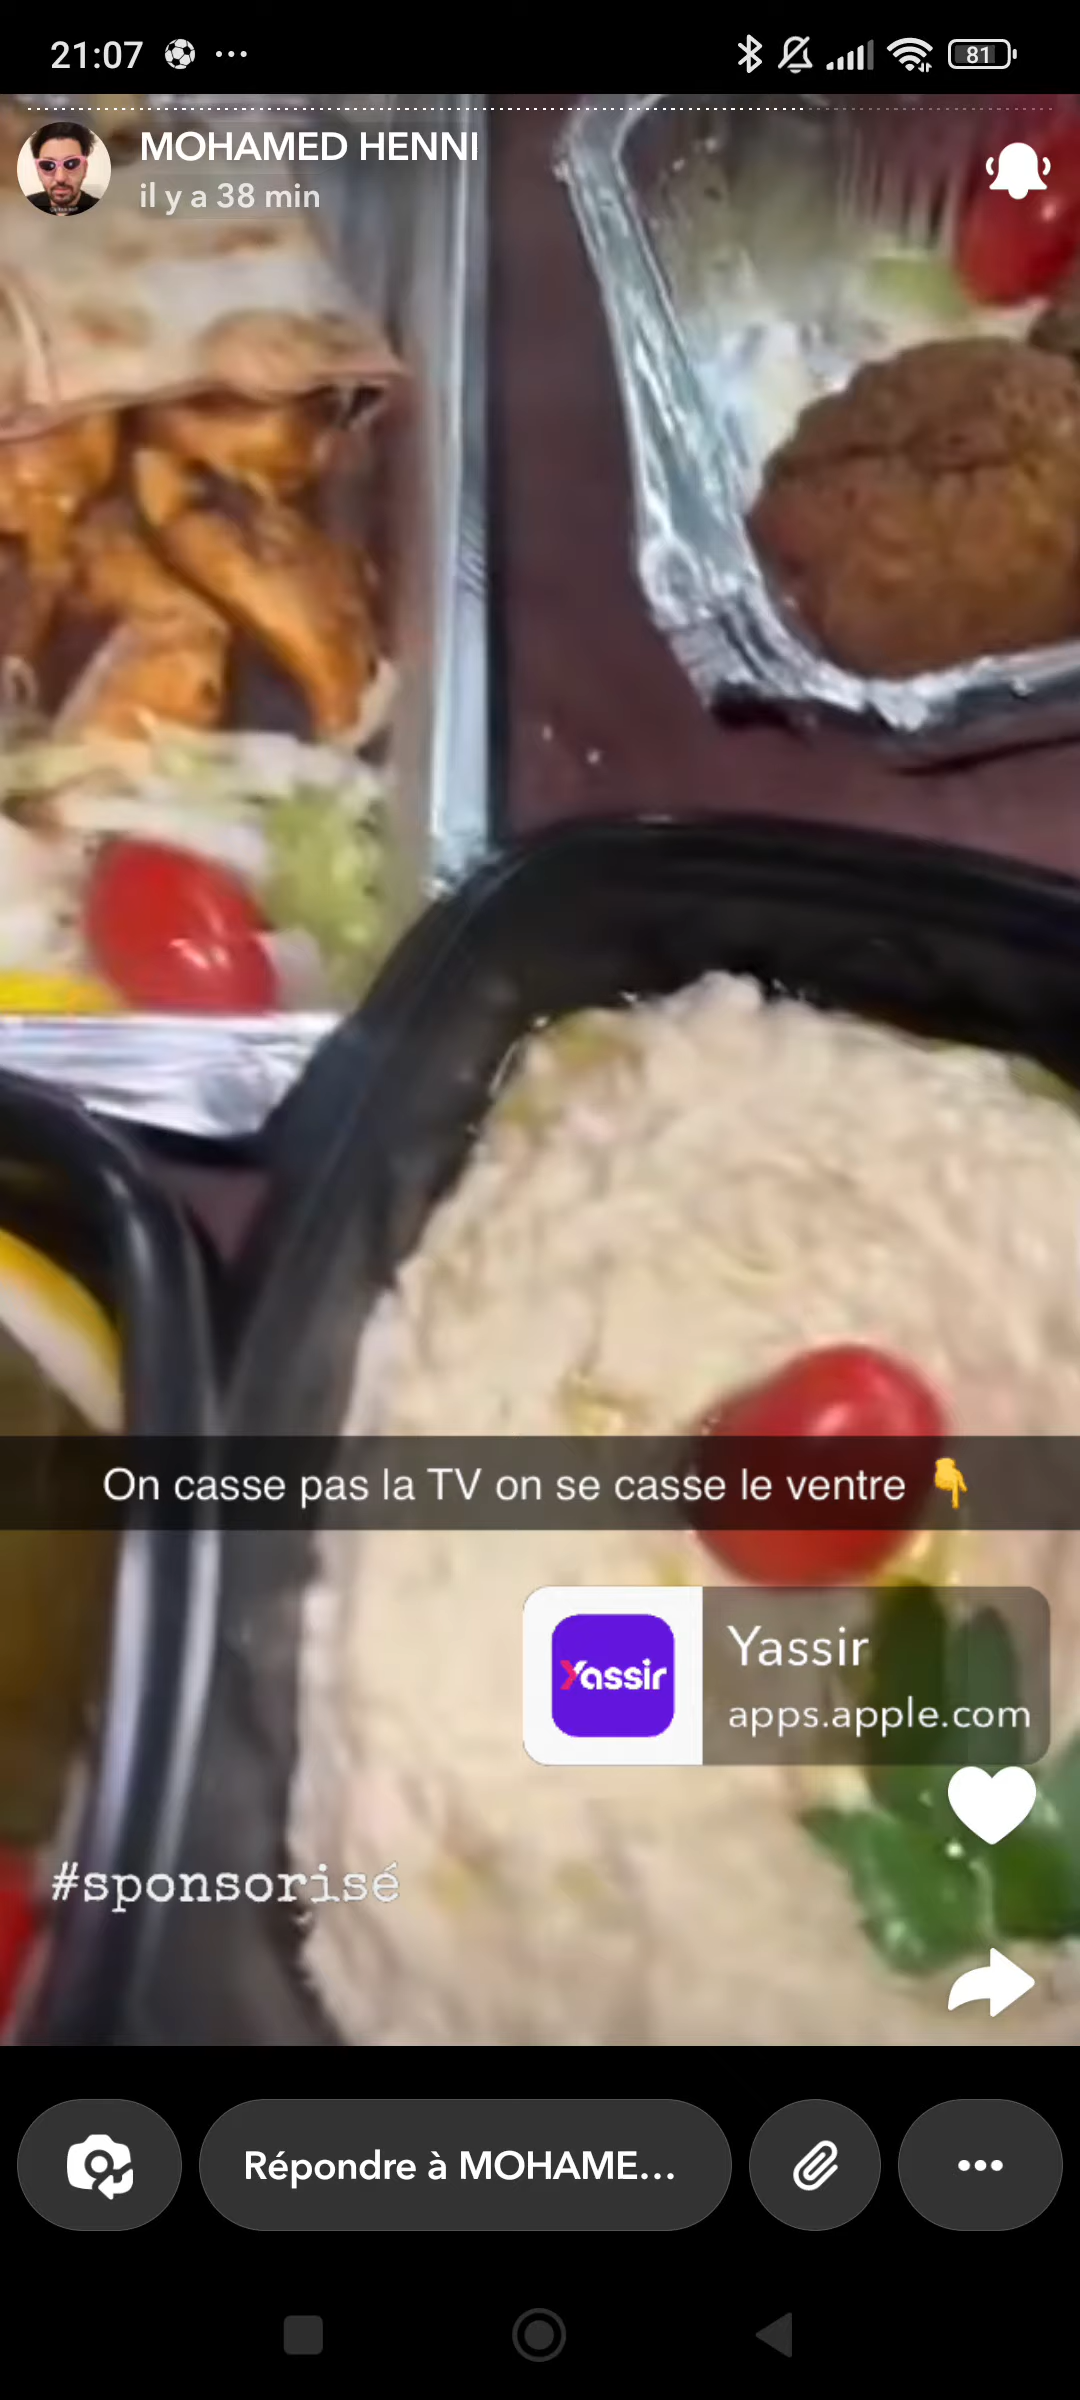 21:07
81
MOHAMED HENNI
il y a 38 min
On casse pas la TV on se casse le ventre 👇
Yassir
Yassir
apps.apple.com
#sponsorisé
Répondre à MOHAME...